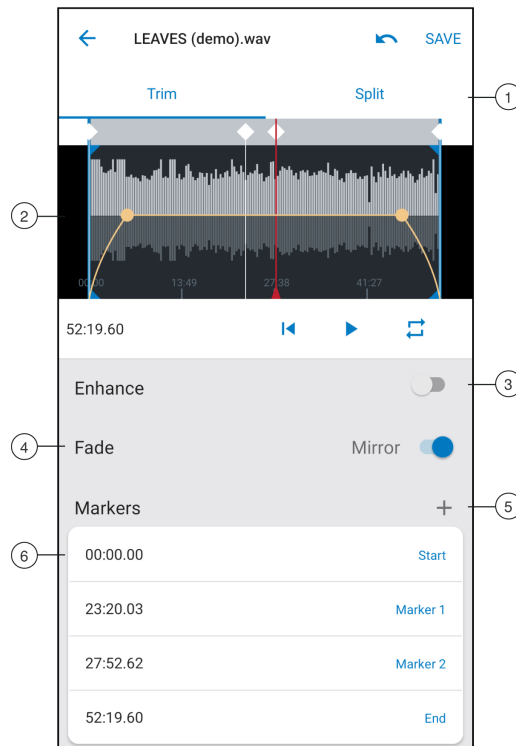 LEAVES (demo).wav SAVE
Trim Split 1
2
00:00 13:49 27:38 41:27
52:19.60
Enhance 3
4 Fade Mirror
Markers 5
6 00:00.00 Start
23:20.03 Marker 1
27:52.62 Marker 2
52:19.60 End